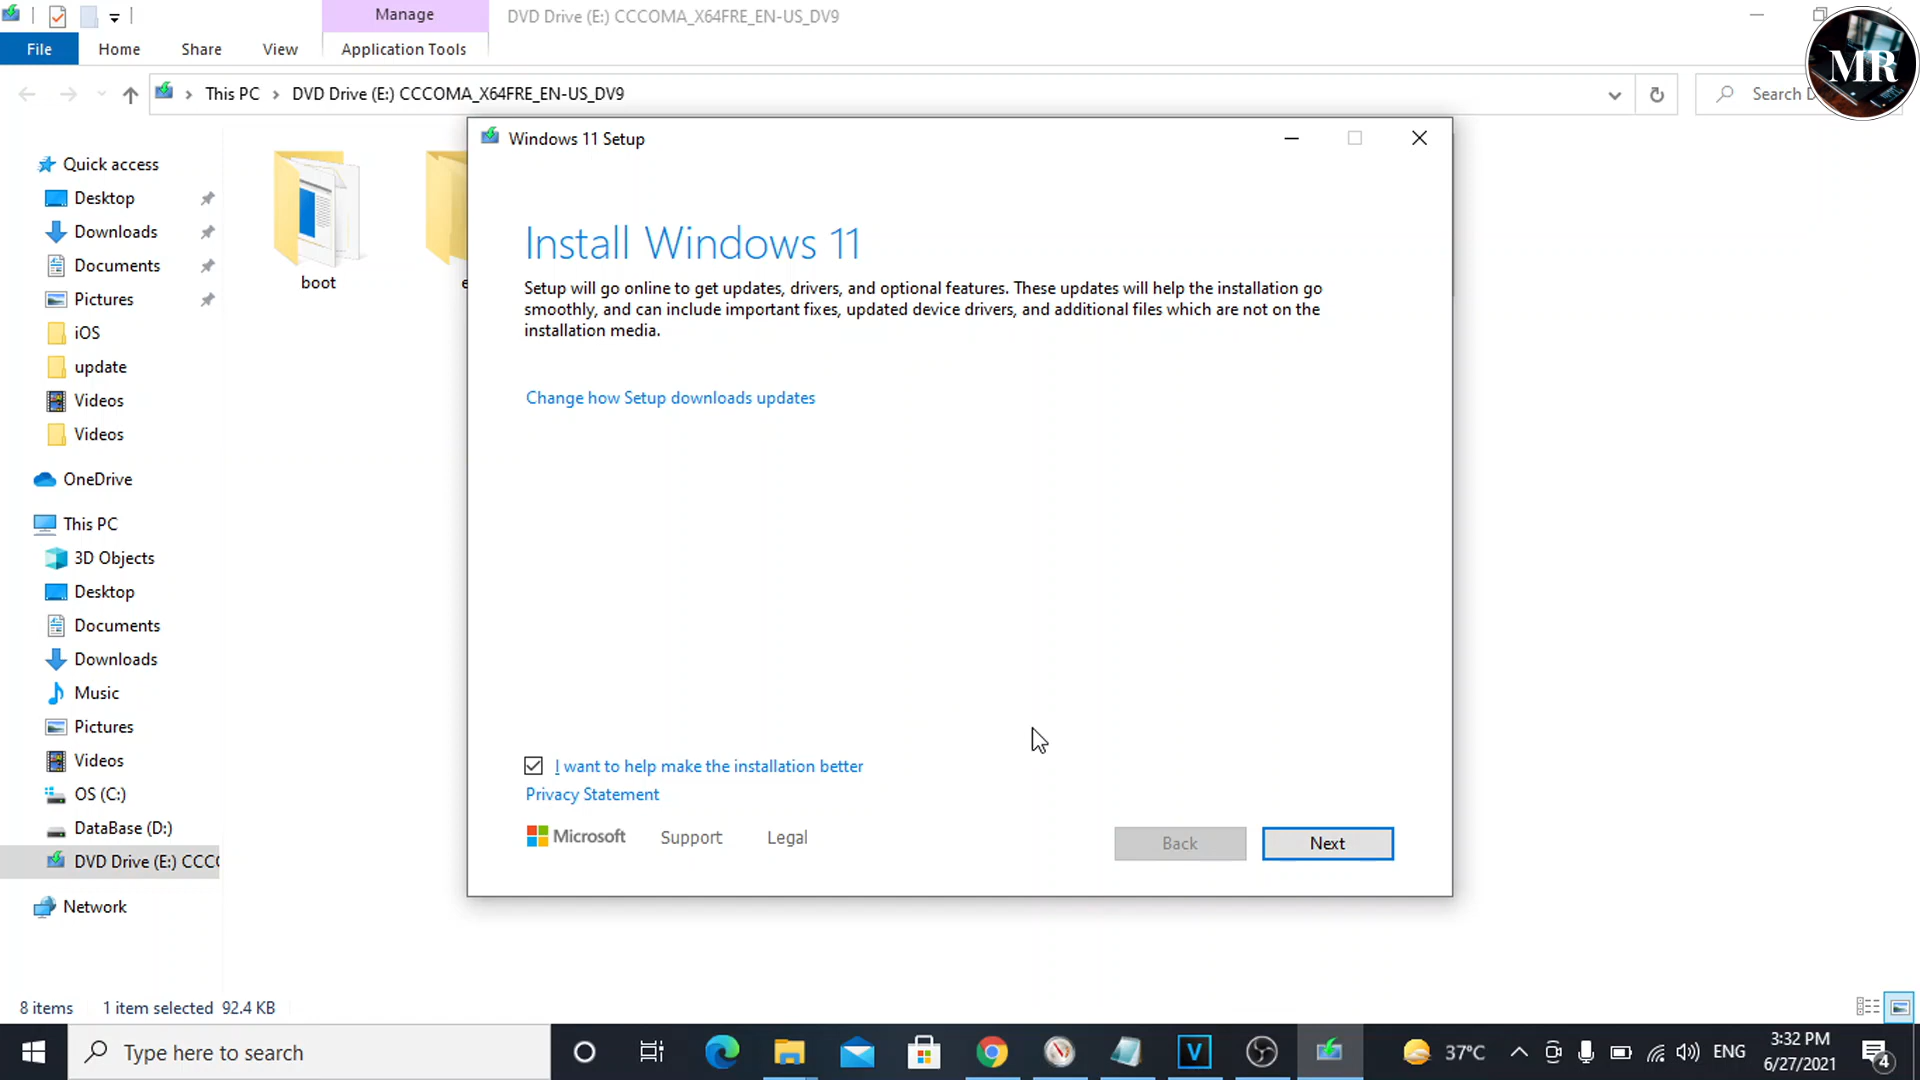 Manage
DVD Drive (E:) CCCOMA_X64FRE_EN-US_DV9
File
Home
Share
View
Application Tools
This PC
DVD Drive (E:) CCCOMA_X64FRE_EN-US_DV9
Search D
MR
Quick access
Desktop
Downloads
Documents
Pictures
iOS
update
Videos
Videos
OneDrive
This PC
3D Objects
Desktop
Documents
Downloads
Music
Pictures
Videos
OS (C:)
DataBase (D:)
DVD Drive (E:) CCC
Network
boot
e
Windows 11 Setup
Install Windows 11
Setup will go online to get updates, drivers, and optional features. These updates will help the installation go
smoothly, and can include important fixes, updated device drivers, and additional files which are not on the
installation media.
Change how Setup downloads updates
I want to help make the installation better
Privacy Statement
Microsoft
Support
Legal
Back
Next
8 items
1 item selected 92.4 KB
Type here to search
V
37°C
ENG
3:32 PM
6/27/2021
4